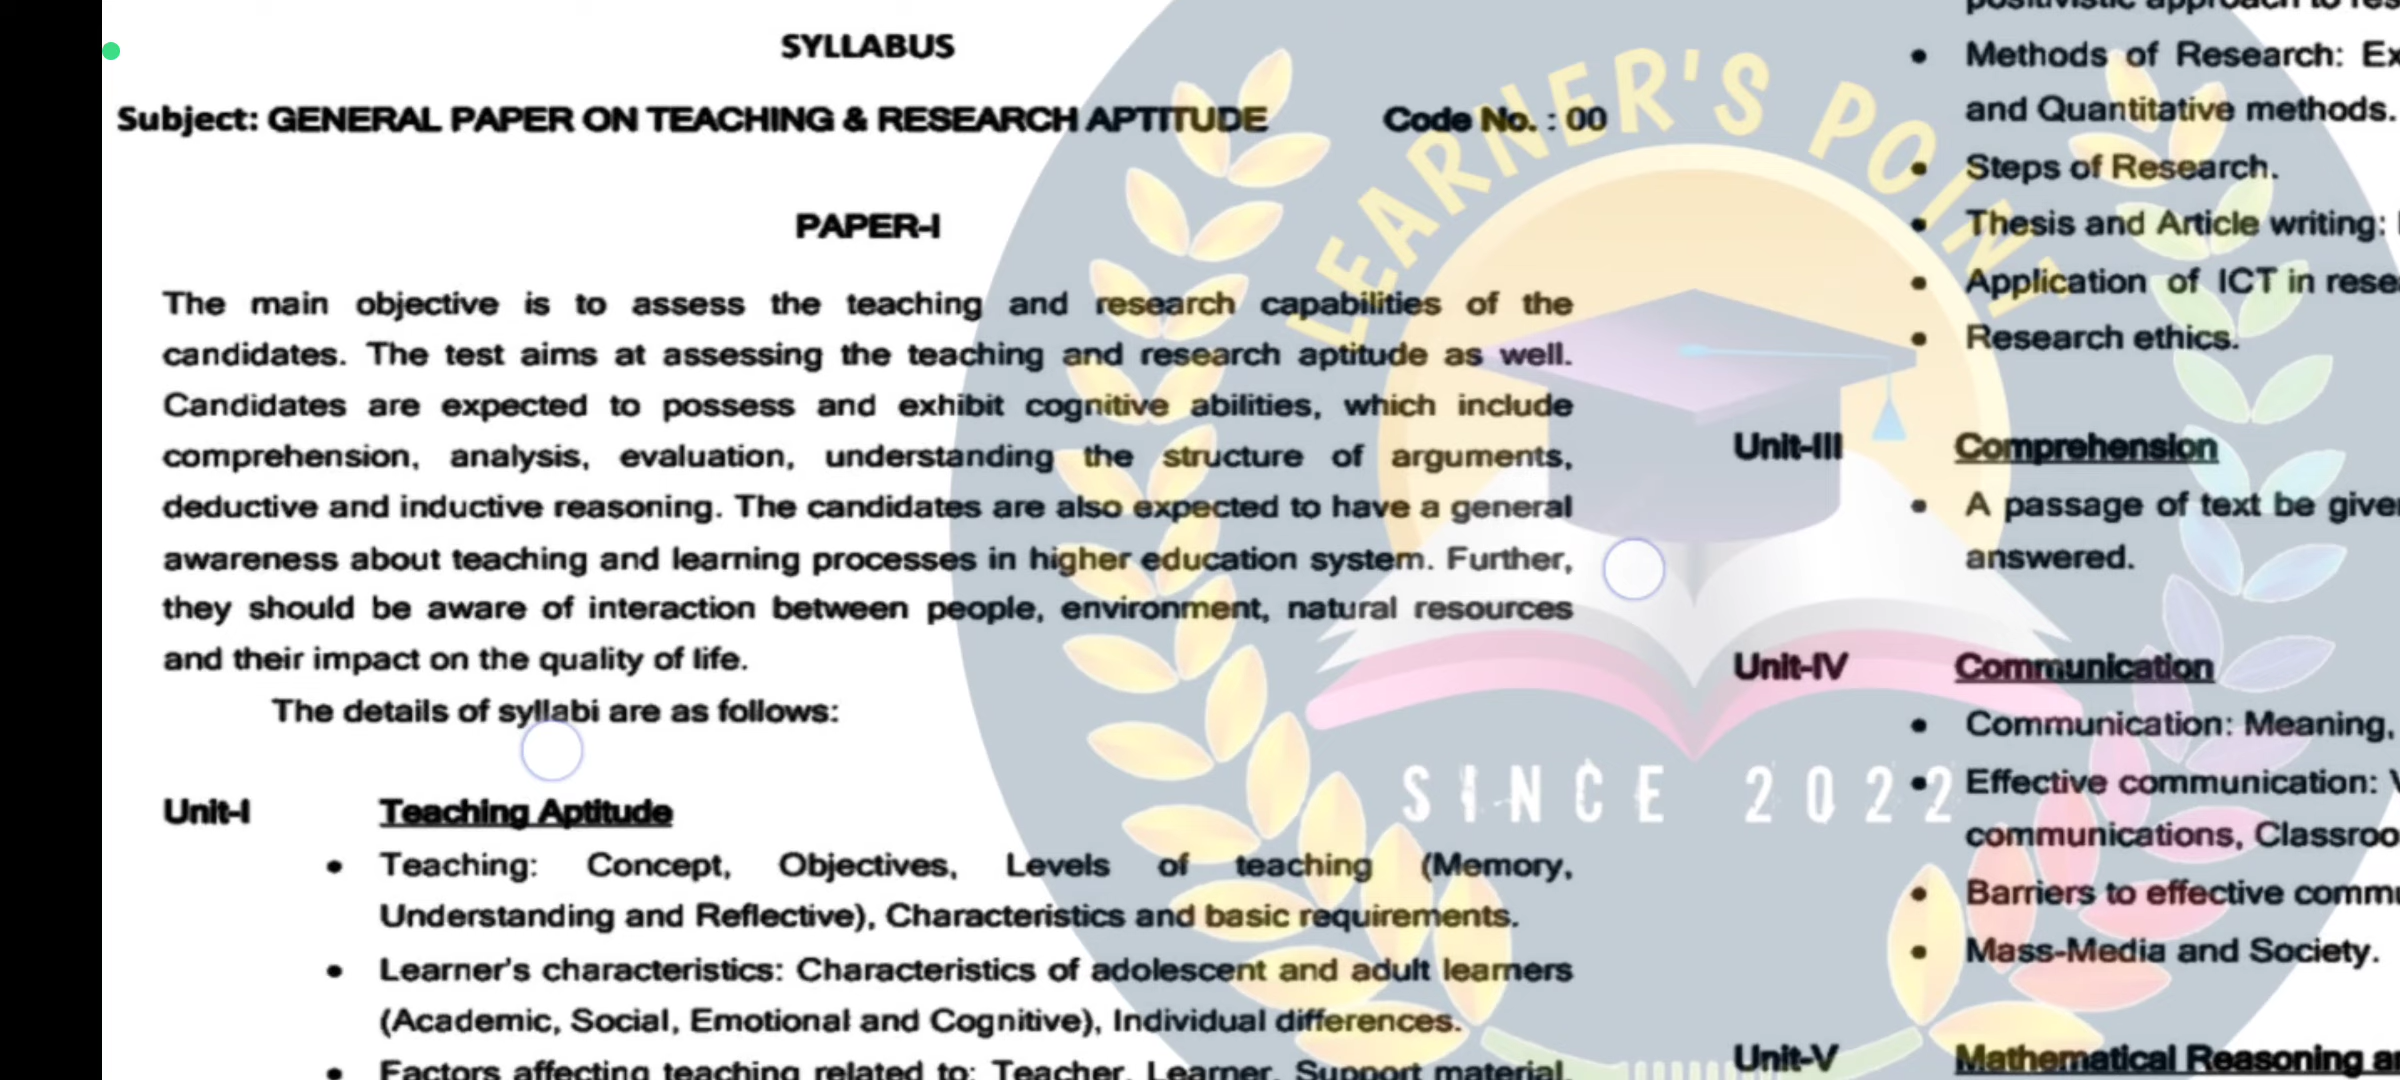 SYLLABUS
Subject: GENERAL PAPER ON TEACHING & RESEARCH APTITUDE Code No. : 00
PAPER-I
The main objective is to assess the teaching and research capabilities of the
candidates. The test aims at assessing the teaching and research aptitude as well.
Candidates are expected to possess and exhibit cognitive abilities, which include
comprehension, analysis, evaluation, understanding the structure of arguments,
deductive and inductive reasoning. The candidates are also expected to have a general
awareness about teaching and learning processes in higher education system. Further,
they should be aware of interaction between people, environment, natural resources
and their impact on the quality of life.
The details of syllabi are as follows:
Unit-I Teaching Aptitude
• Teaching: Concept, Objectives, Levels of teaching (Memory,
Understanding and Reflective), Characteristics and basic requirements.
• Learner's characteristics: Characteristics of adolescent and adult learners
(Academic, Social, Emotional and Cognitive), Individual differences.
• Factors affecting teaching related to: Teacher, Learner, Support material,
positivistic approach to
• Methods of Research:
and Quantitative methods.
• Steps of Research.
• Thesis and Article writing:
• Application of ICT in
• Research ethics.
Unit-III Comprehension
• A passage of text be
answered.
Unit-IV Communication
• Communication: Meaning,
• Effective communication:
communications,
• Barriers to effective
• Mass-Media and Society.
Unit-V Mathematical Reasoning
LEARNER'S POINT
SINCE 2022